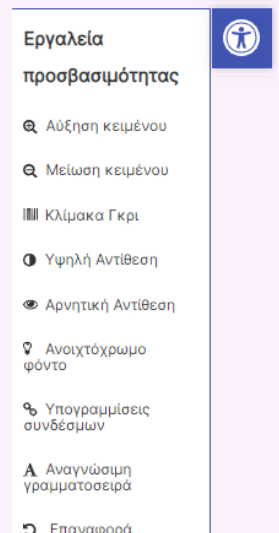 Εργαλεία
προσβασιμότητας
Αύξηση κειμένου
Μείωση κειμένου
Κλίμακα Γκρι
Υψηλή Αντίθεση
Αρνητική Αντίθεση
Ανοιχτόχρωμο
φόντο
Υπογραμμίσεις
συνδέσμων
Αναγνώσιμη
γραμματοσειρά
Επαναφορά